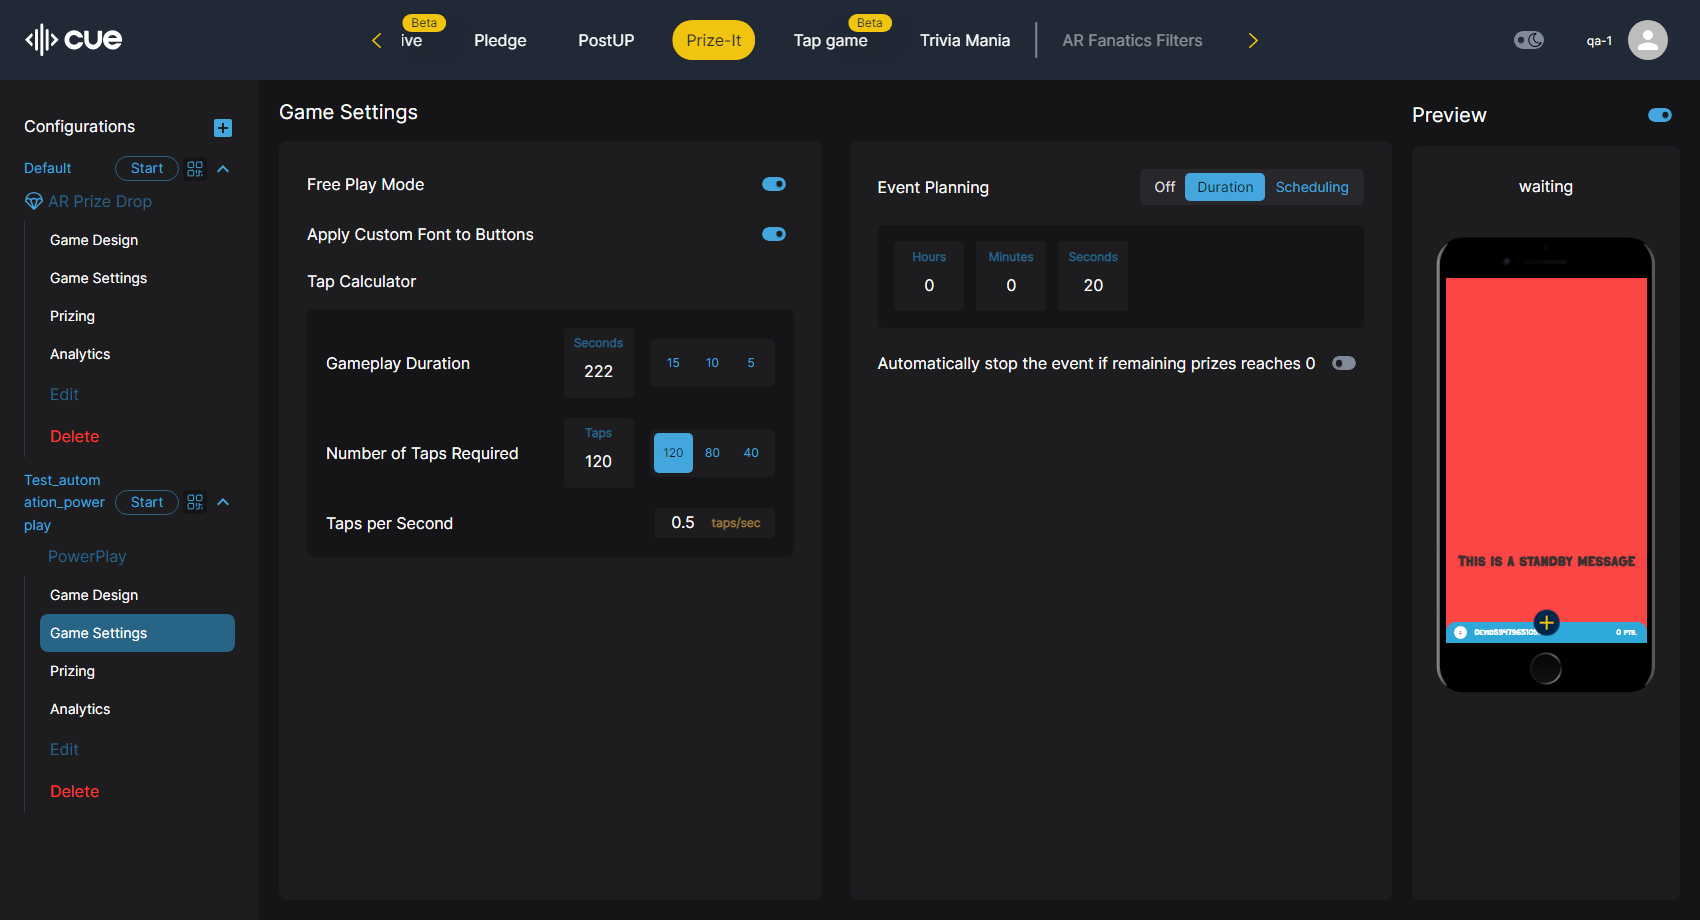 cue
ive
Beta
Pledge
PostUP
Prize-It
Tap game
Beta
Trivia Mania
AR Fanatics Filters
qa-1
Configurations
Default
Start
AR Prize Drop
Game Design
Game Settings
Prizing
Analytics
Edit
Delete
Test_autom
ation_power
play
Start
PowerPlay
Game Design
Game Settings
Prizing
Analytics
Edit
Delete
Game Settings
Free Play Mode
Apply Custom Font to Buttons
Tap Calculator
Gameplay Duration
Seconds
222
15 10 5
Number of Taps Required
Taps
120
120 80 40
Taps per Second
0.5 taps/sec
Event Planning
Off Duration Scheduling
Hours
0
Minutes
0
Seconds
20
Automatically stop the event if remaining prizes reaches 0
Preview
waiting
This is a standby message
0 pts.